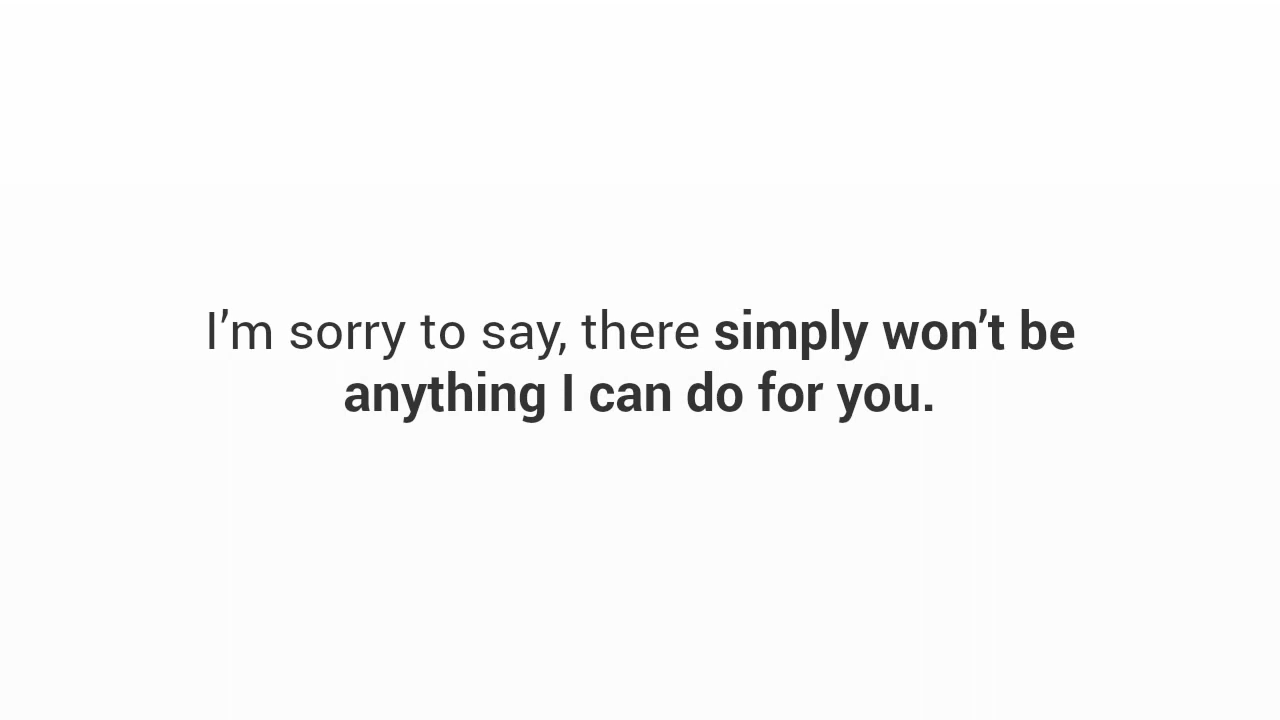 I’m sorry to say, there simply won’t be
anything I can do for you.